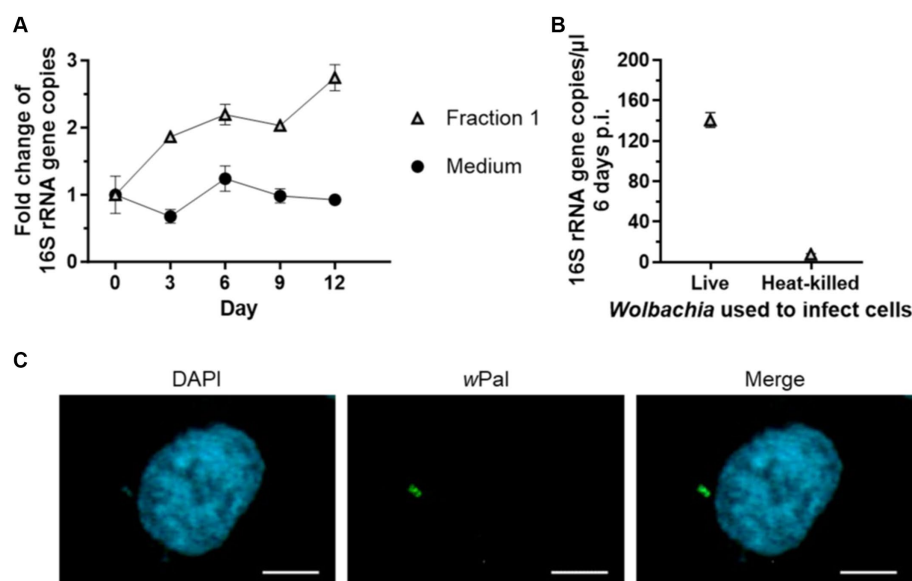 A
Fold change of
16S rRNA gene copies
3
2
1
0
0 3 6 9 12
Day
Fraction 1
Medium
B
16S rRNA gene copies/µl
6 days p.i.
200
160
120
80
40
0
Live Heat-killed
Wolbachia used to infect cells
C
DAPI wPal Merge